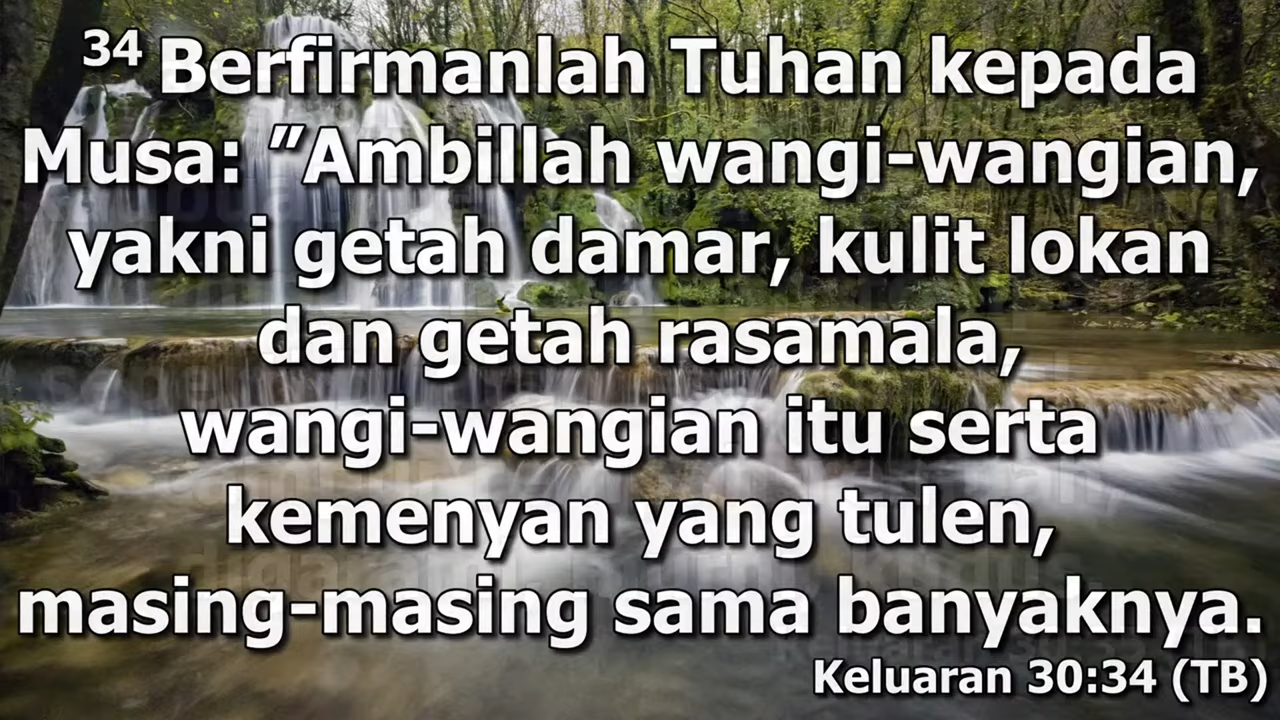 34 Berfirmanlah Tuhan kepada
Musa: "Ambillah wangi-wangian,
yakni getah damar, kulit lokan
dan getah rasamala,
wangi-wangian itu serta
kemenyan yang tulen,
masing-masing sama banyaknya.
Keluaran 30:34 (TB)